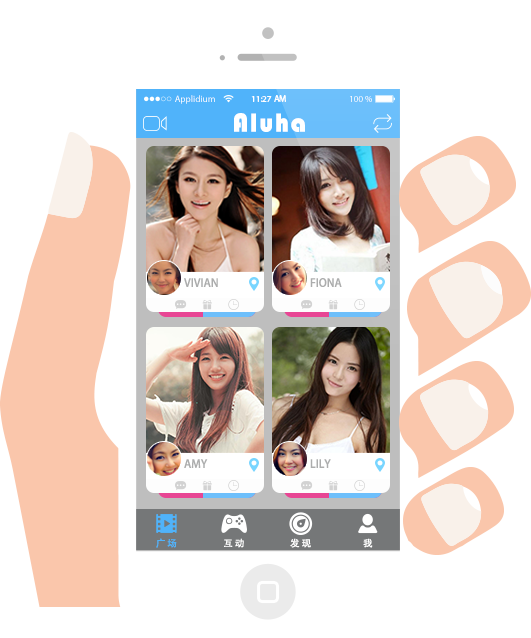 Applidium 11:27 AM 100 %
Aluha
VIVIAN FIONA
AMY LILY
广场 互动 发现 我